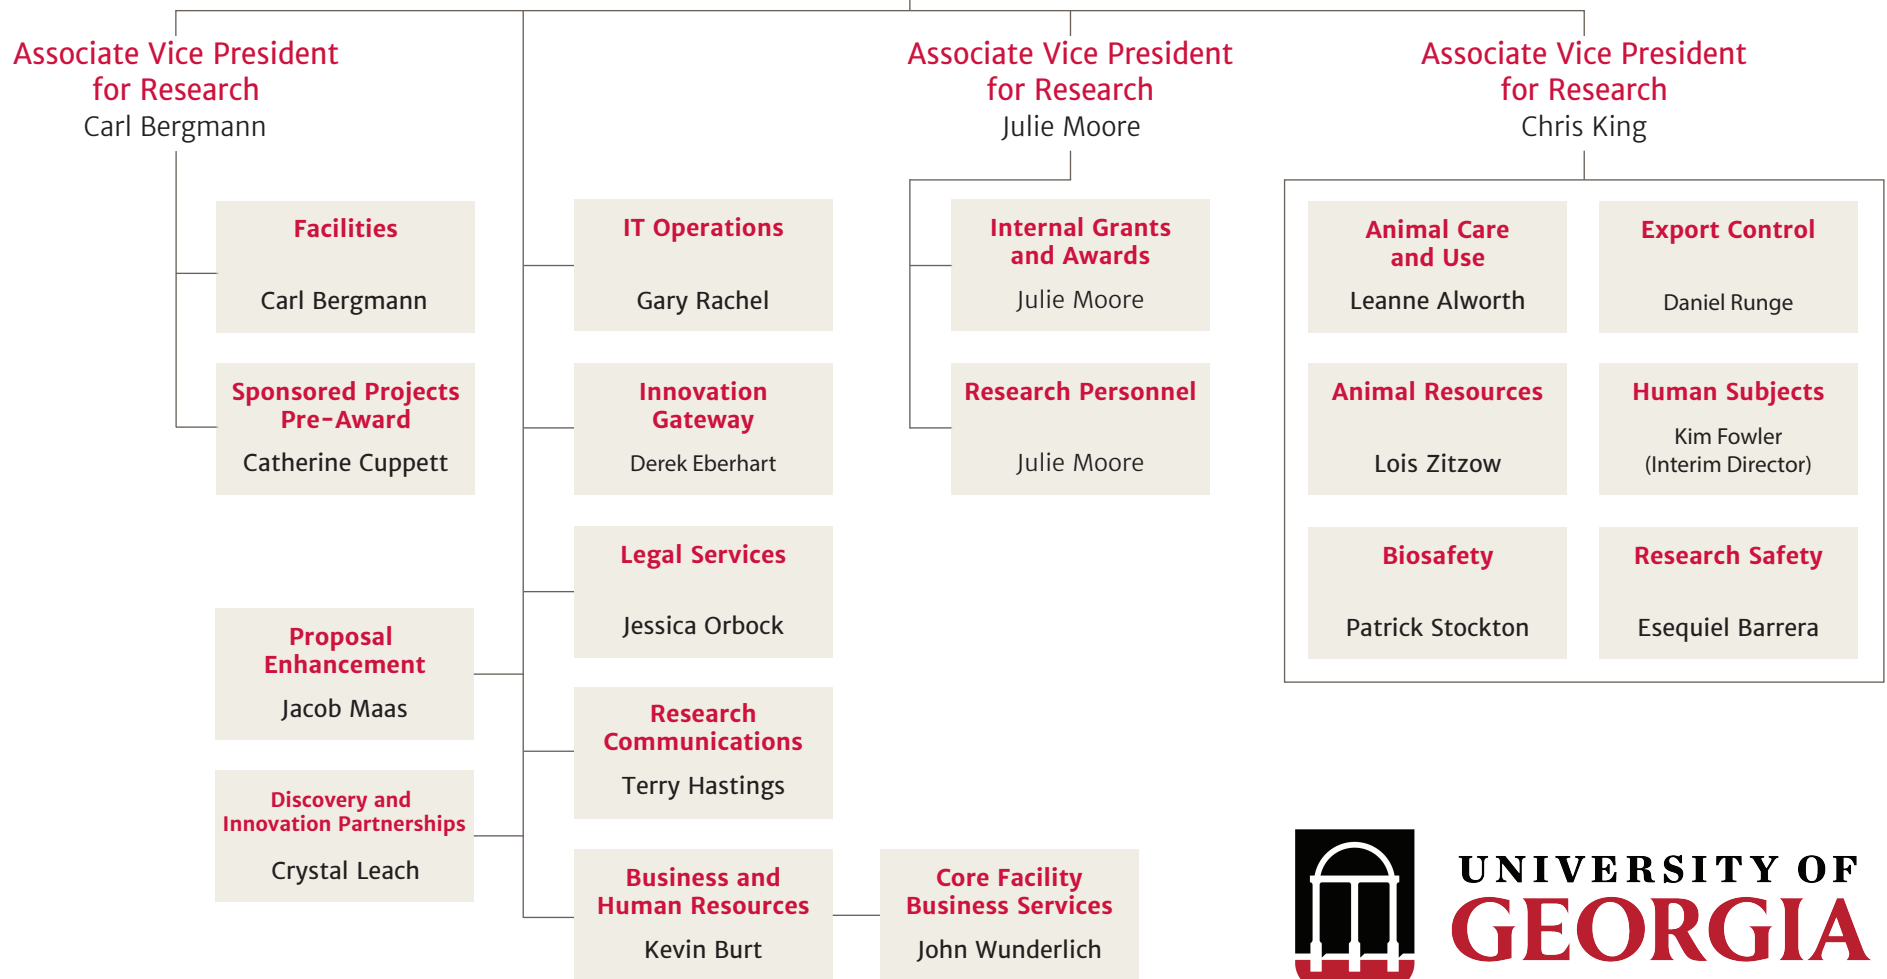 Associate Vice President
for Research
Carl Bergmann
Associate Vice President
for Research
Julie Moore
Associate Vice President
for Research
Chris King
Facilities
Carl Bergmann
Sponsored Projects
Pre-Award
Catherine Cuppett
Proposal
Enhancement
Jacob Maas
Discovery and
Innovation Partnerships
Crystal Leach
IT Operations
Gary Rachel
Innovation
Gateway
Derek Eberhart
Legal Services
Jessica Orbock
Research
Communications
Terry Hastings
Business and
Human Resources
Kevin Burt
Core Facility
Business Services
John Wunderlich
Internal Grants
and Awards
Julie Moore
Research Personnel
Julie Moore
Animal Care
and Use
Leanne Alworth
Export Control
Daniel Runge
Animal Resources
Lois Zitzow
Human Subjects
Kim Fowler
(Interim Director)
Biosafety
Patrick Stockton
Research Safety
Esequiel Barrera
UNIVERSITY OF
GEORGIA